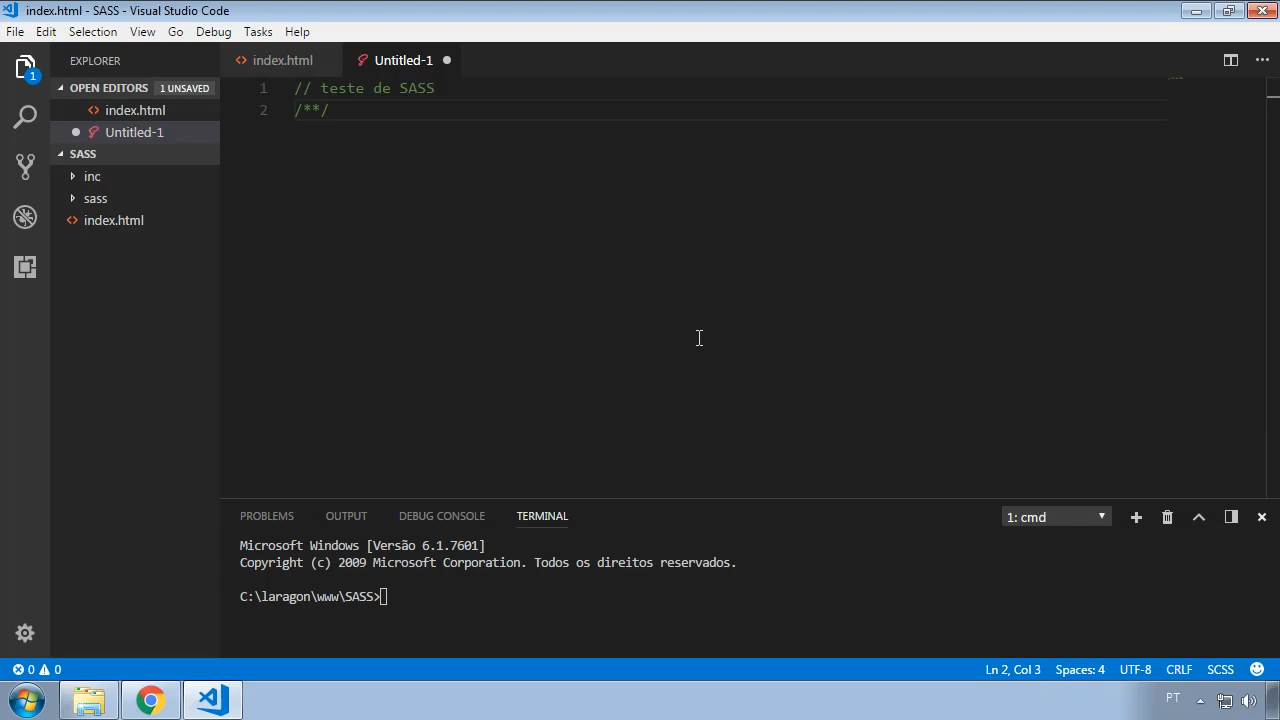 index.html - SASS - Visual Studio Code
File Edit Selection View Go Debug Tasks Help
EXPLORER
OPEN EDITORS 1 UNSAVED
index.html
Untitled-1
SASS
inc
sass
index.html
1
index.html Untitled-1
1 // teste de SASS
2 /**/
PROBLEMS OUTPUT DEBUG CONSOLE TERMINAL
1: cmd
Microsoft Windows [Versão 6.1.7601]
Copyright (c) 2009 Microsoft Corporation. Todos os direitos reservados.
C:\laragon\www\SASS>
0 0
Ln 2, Col 3 Spaces: 4 UTF-8 CRLF SCSS
PT